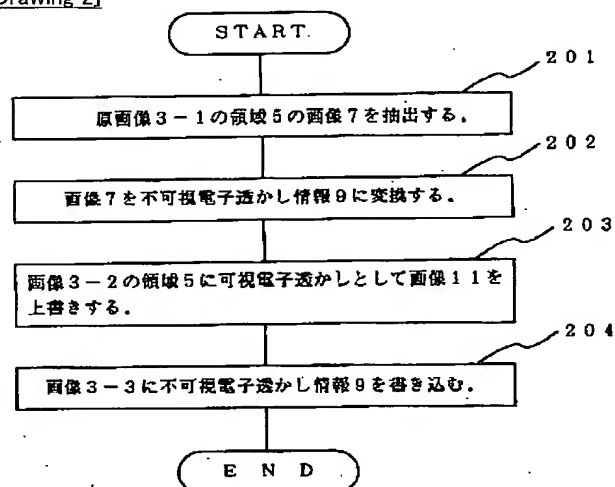 Drawing 2]
START
201
原画像3-1の領域5の画像7を抽出する。
202
画像7を不可視電子透かし情報9に変換する。
203
画像3-2の領域5に可視電子透かしとして画像11を
上書きする。
204
画像3-3に不可視電子透かし情報9を書き込む。
END